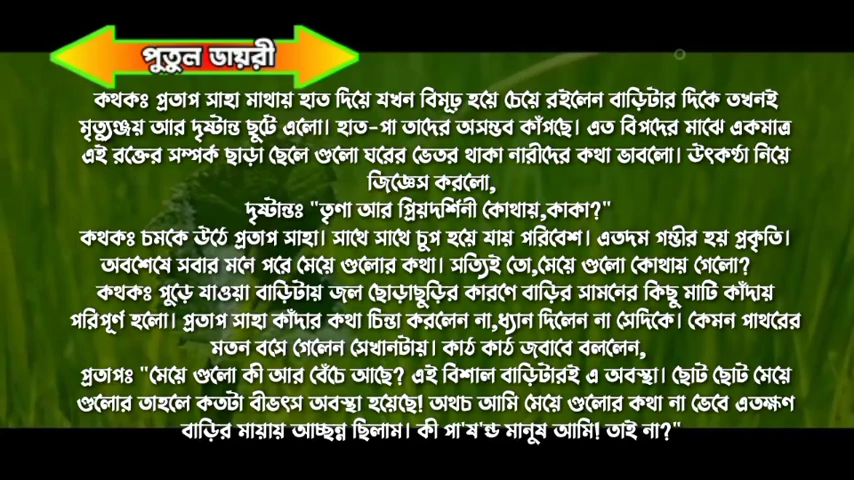 পুতুল ডায়রী
কথকঃ প্রতাপ সাহা মাথায় হাত দিয়ে যখন বিমূঢ় হয়ে চেয়ে রইলেন বাড়িটার দিকে তখনই
মৃত্যুঞ্জয় আর দৃষ্টান্ত ছুটে এলো। হাত-পা তাদের অসম্ভব কাঁপছে। এত বিপদের মাঝে একমাত্র
এই রক্তের সম্পর্ক ছাড়া ছেলে গুলো ঘরের ভেতর থাকা নারীদের কথা ভাবলো। উৎকণ্ঠা নিয়ে
জিজ্ঞেস করলো,
দৃষ্টান্তঃ "তৃণা আর প্রিয়দর্শিনী কোথায়,কাকা?"
কথকঃ চমকে উঠে প্রতাপ সাহা। সাথে সাথে চুপ হয়ে যায় পরিবেশ। এতদম গম্ভীর হয় প্রকৃতি।
অবশেষে সবার মনে পরে মেয়ে গুলোর কথা। সত্যিই তো,মেয়ে গুলো কোথায় গেলো?
কথকঃ পুড়ে যাওয়া বাড়িটায় জল ছোড়াছুড়ির কারণে বাড়ির সামনের কিছু মাটি কাঁদায়
পরিপূর্ণ হলো। প্রতাপ সাহা কাঁদার কথা চিন্তা করলেন না,ধ্যান দিলেন না সেদিকে। কেমন পাথরের
মতন বসে গেলেন সেখানটায়। কাঠ কাঠ জবাবে বললেন,
প্রতাপঃ "মেয়ে গুলো কী আর বেঁচে আছে? এই বিশাল বাড়িটারই এ অবস্থা। ছোট ছোট মেয়ে
গুলোর তাহলে কতটা বীভৎস অবস্থা হয়েছে! অথচ আমি মেয়ে গুলোর কথা না ভেবে এতক্ষণ
বাড়ির মায়ায় আচ্ছন্ন ছিলাম। কী পা'ষ'ন্ড মানুষ আমি! তাই না?"